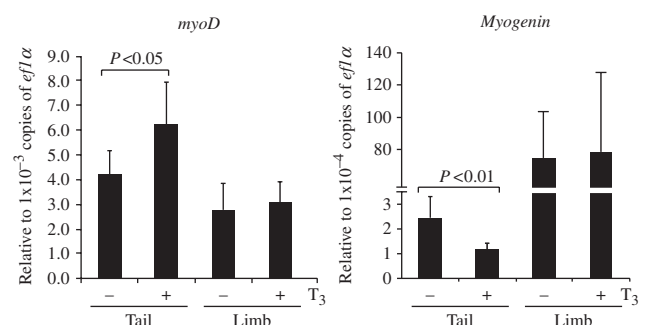 myoD
Relative to 1x10⁻³ copies of ef1α
9.0
8.0
7.0
6.0
5.0
4.0
3.0
2.0
1.0
0.0
P<0.05
− + − + T₃
Tail Limb
Myogenin
Relative to 1x10⁻⁴ copies of ef1α
140
120
100
80
3
2
1
0
P<0.01
− + − + T₃
Tail Limb